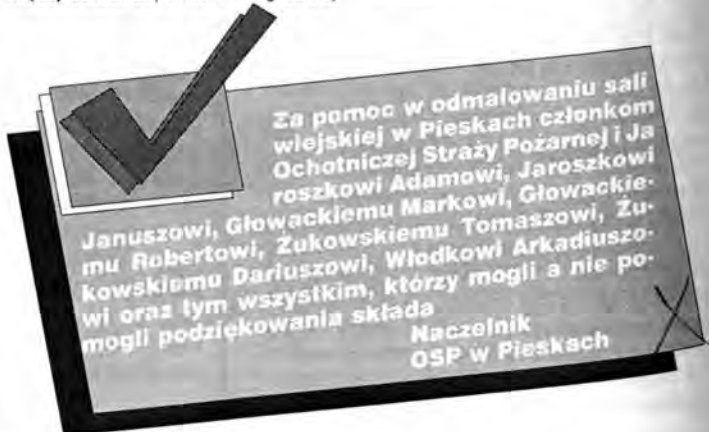 Za pomoc w odmalowaniu sali
wiejskiej w Pieskach członkom
Ochotniczej Straży Pożarnej i Ja
roszkowi Adamowi, Jaroszkowi
Januszowi, Głowackiemu Markowi, Głowackie-
mu Robertowi, Żukowskiemu Tomaszowi, Żu-
kowskiemu Dariuszowi, Włodkowi Arkadiuszo-
wi oraz tym wszystkim, którzy mogli a nie po-
mogli podziękowania składa
Naczelnik
OSP w Pieskach